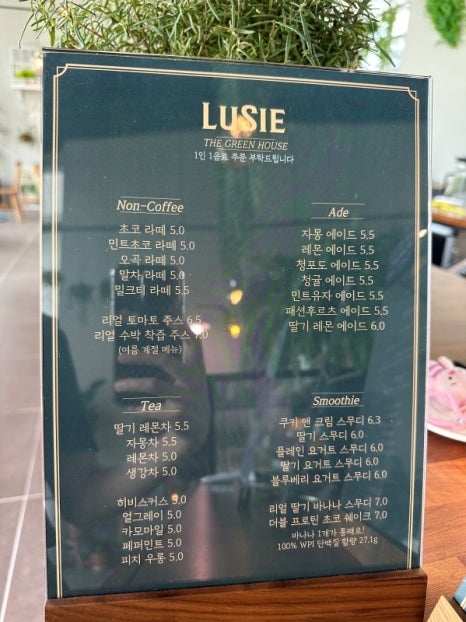 LUSIE
THE GREEN HOUSE
1인 1음료 주문 부탁드립니다
Non-Coffee
초코 라떼 5.0
민트초코 라떼 5.0
오곡 라떼 5.0
말차 라떼 5.0
밀크티 라떼 5.5
리얼 토마토 주스 6.5
리얼 수박 착즙 주스 7.0
(여름 계절 메뉴)
Tea
딸기 레몬차 5.5
자몽차 5.5
레몬차 5.0
생강차 5.0
히비스커스 5.0
얼그레이 5.0
카모마일 5.0
페퍼민트 5.0
피치 우롱 5.0
Ade
자몽 에이드 5.5
레몬 에이드 5.5
청포도 에이드 5.5
청귤 에이드 5.5
민트유자 에이드 5.5
패션후르츠 에이드 5.5
딸기 레몬 에이드 6.0
Smoothie
쿠키 앤 크림 스무디 6.3
딸기 스무디 6.0
플레인 요거트 스무디 6.0
딸기 요거트 스무디 6.0
블루베리 요거트 스무디 6.0
리얼 딸기 바나나 스무디 7.0
더블 프로틴 초코 쉐이크 7.0
바나나 1개가 통째로!
100% WPI 단백질 함량 27.1g